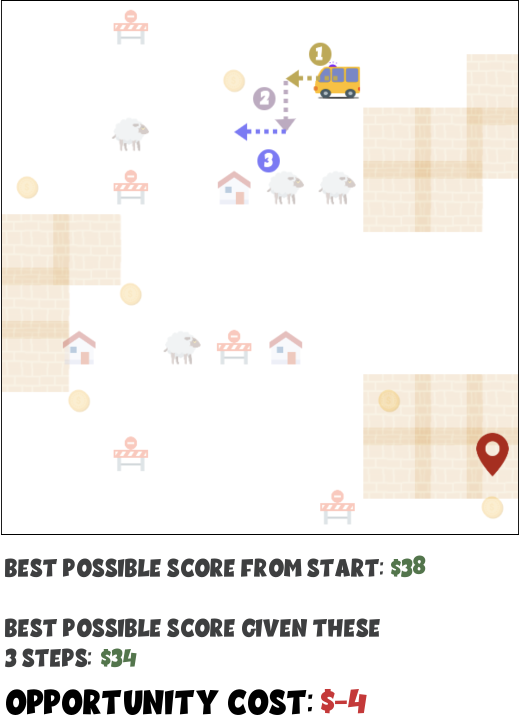 1
2
3
BEST POSSIBLE SCORE FROM START: $38
BEST POSSIBLE SCORE GIVEN THESE
3 STEPS: $34
OPPORTUNITY COST: $-4